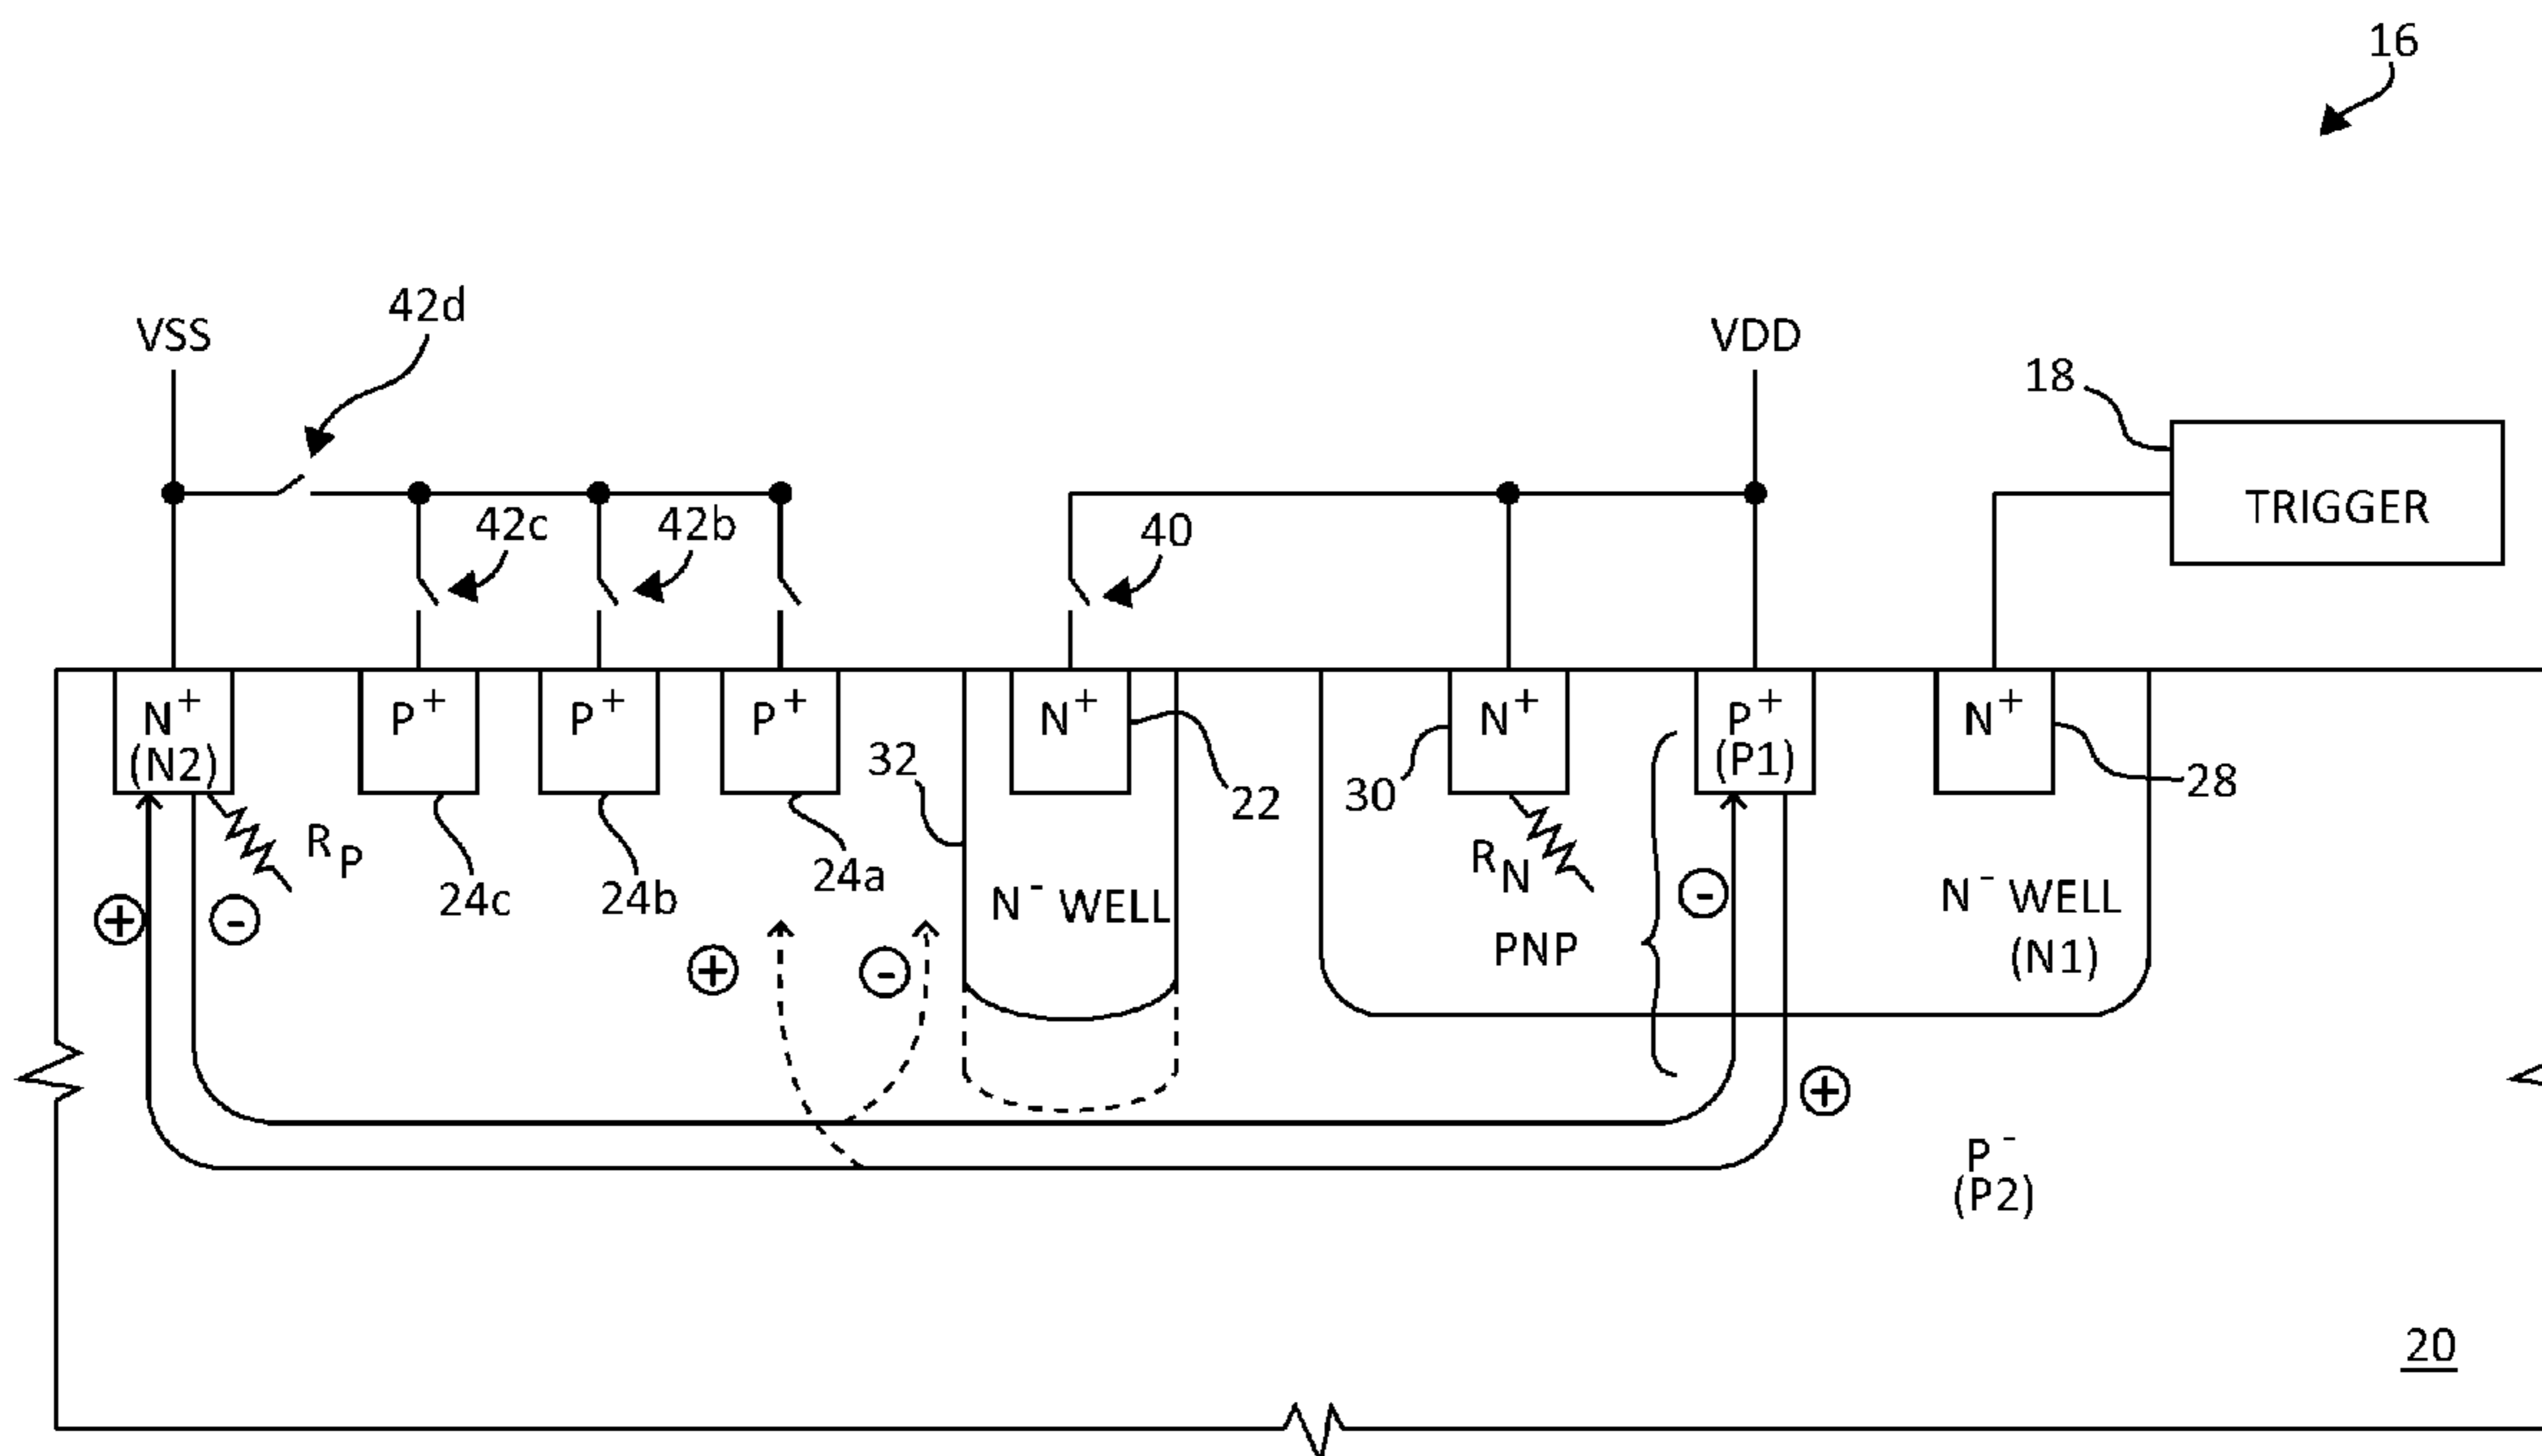 16
42d
VSS
VDD
18
TRIGGER
42c
42b
40
N+
(N2)
P+
P+
P+
N+
N+
P+
(P1)
N+
32
22
30
28
RP
24c
24b
24a
N- WELL
RN
PNP
N- WELL
(N1)
+
-
+
-
-
+
P-
(P2)
20